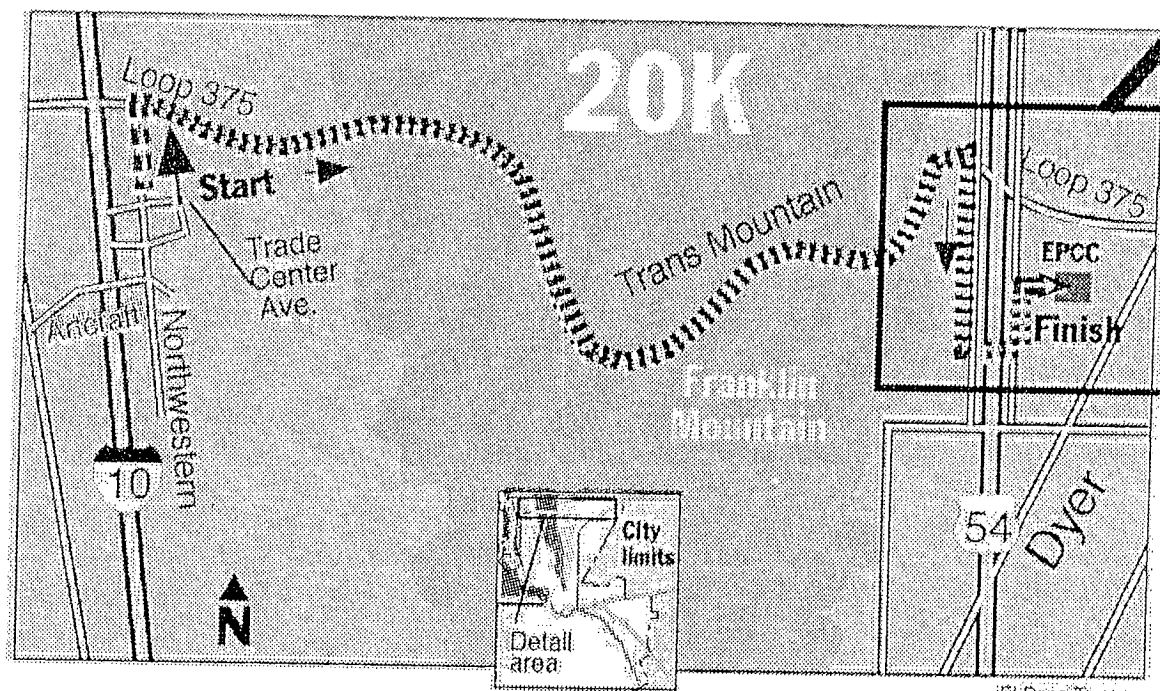 20K
Loop 375
Start
Trade
Center
Ave.
Northwestern
10
N
Trans Mountain
Franklin
Mountain
Loop 375
EPCC
Finish
54
Dyer
City
limits
Detail
area